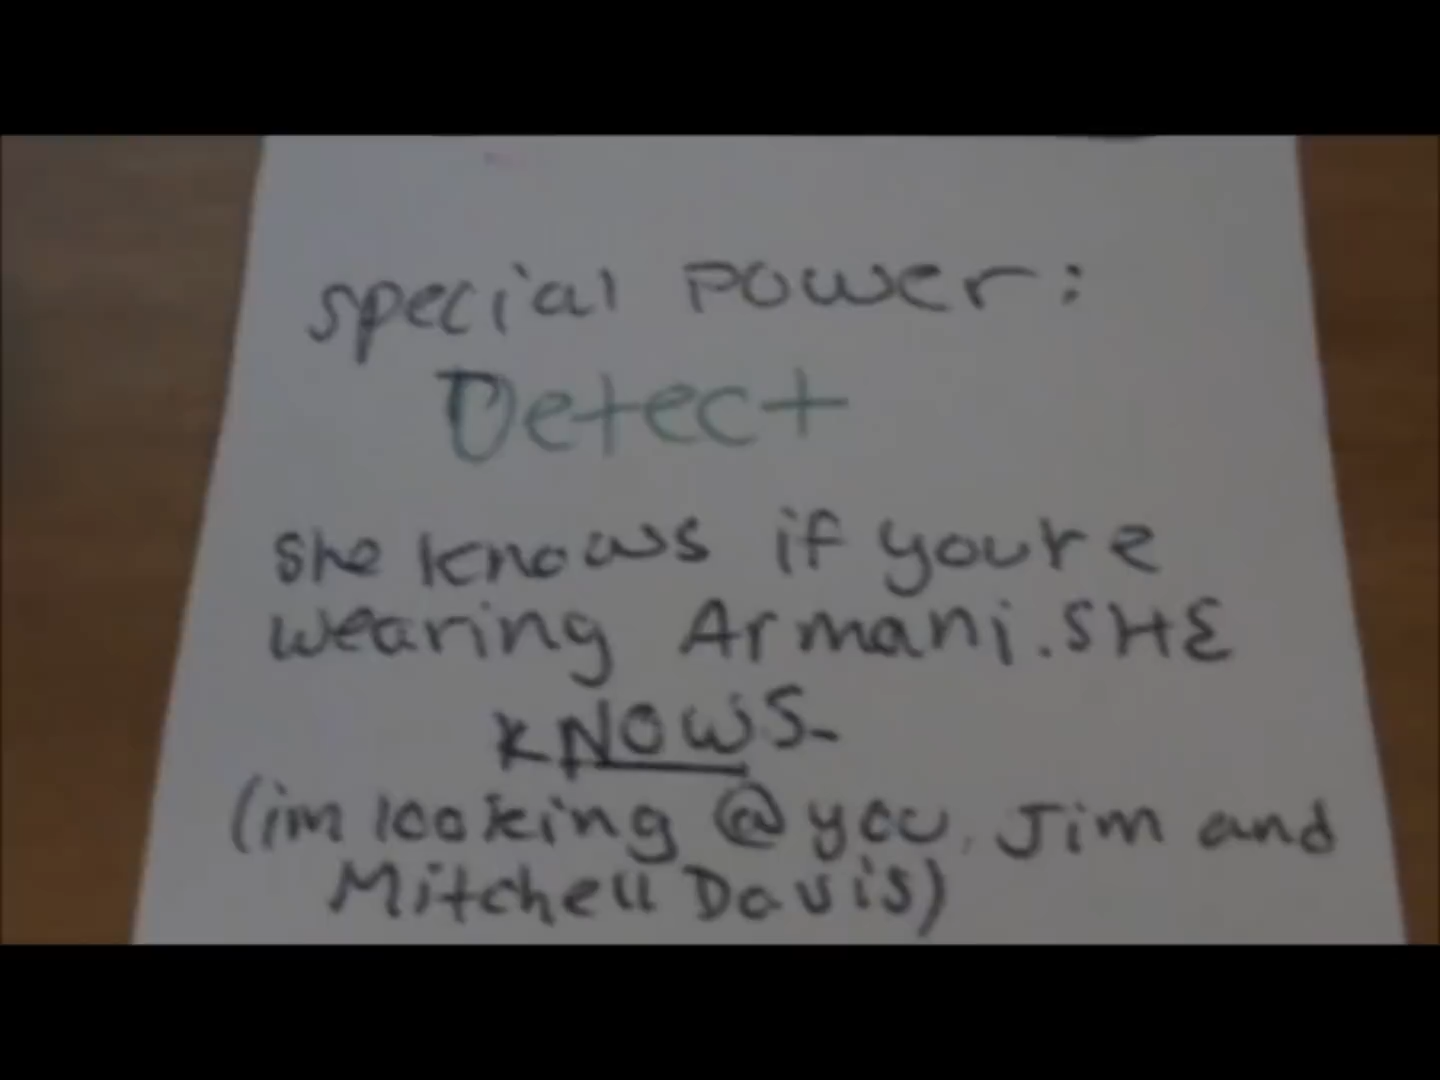 special power:
Detect
she knows if youre
wearing Armani. SHE
KNOWS.
(im looking @ you, Jim and
Mitchell Davis)